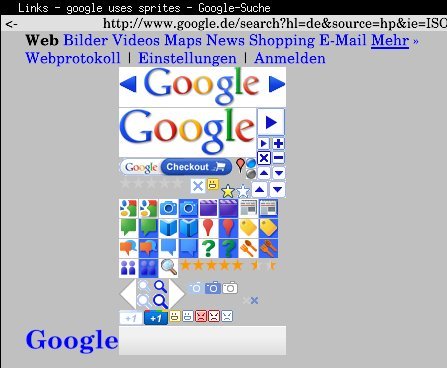 Links - google uses sprites - Google-Suche
<- http://www.google.de/search?hl=de&source=hp&ie=ISO
Web Bilder Videos Maps News Shopping E-Mail Mehr »
Webprotokoll | Einstellungen | Anmelden
Google
Google
Google Checkout
+1 +1
Google